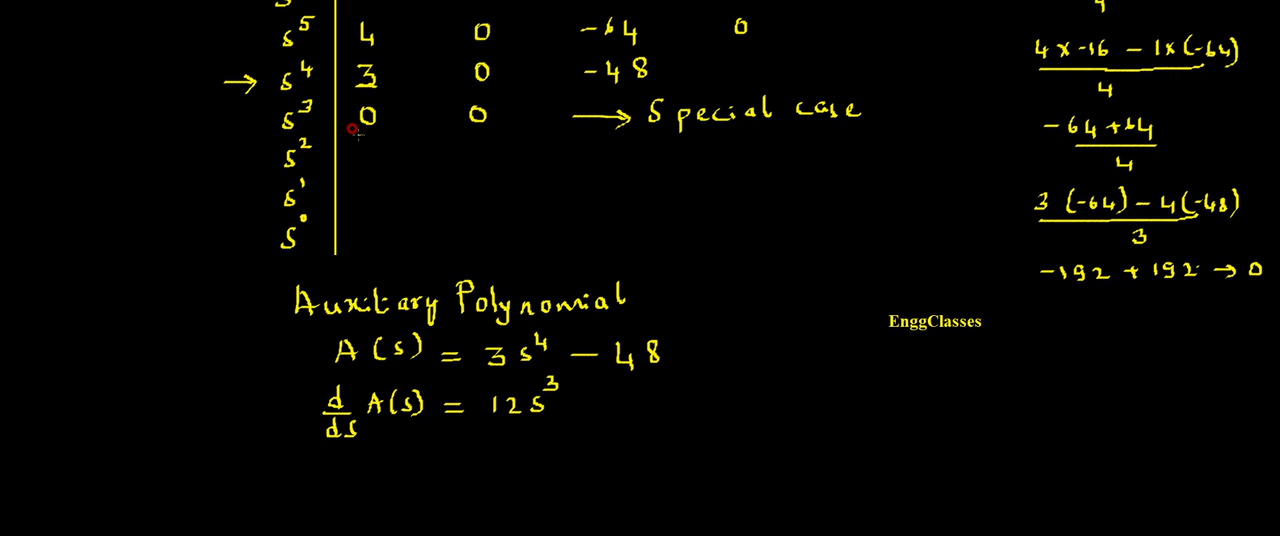 s⁵ 4 0 -64 0
→ s⁴ 3 0 -48
s³ 0 0 → Special case
s²
s¹
s⁰
Auxiliary Polynomial
A(s) = 3s⁴ - 48
d/ds A(s) = 12s³
4
4 x -16 - 1x(-64)
4
-64 + 64
4
3 (-64) - 4(-48)
3
-192 + 192 → 0
EnggClasses